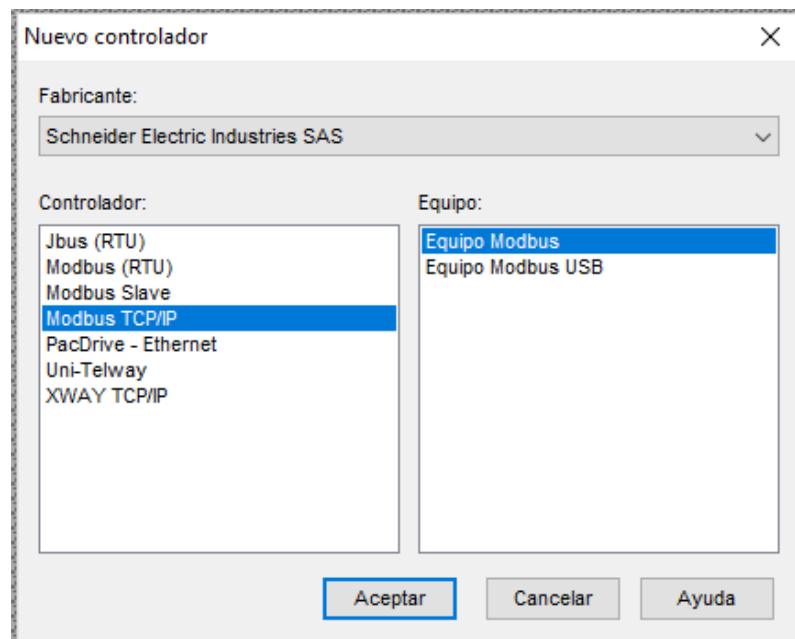 Nuevo controlador
Fabricante:
Schneider Electric Industries SAS
Controlador:
Jbus (RTU)
Modbus (RTU)
Modbus Slave
Modbus TCP/IP
PacDrive - Ethernet
Uni-Telway
XWAY TCP/IP
Equipo:
Equipo Modbus
Equipo Modbus USB
Aceptar
Cancelar
Ayuda